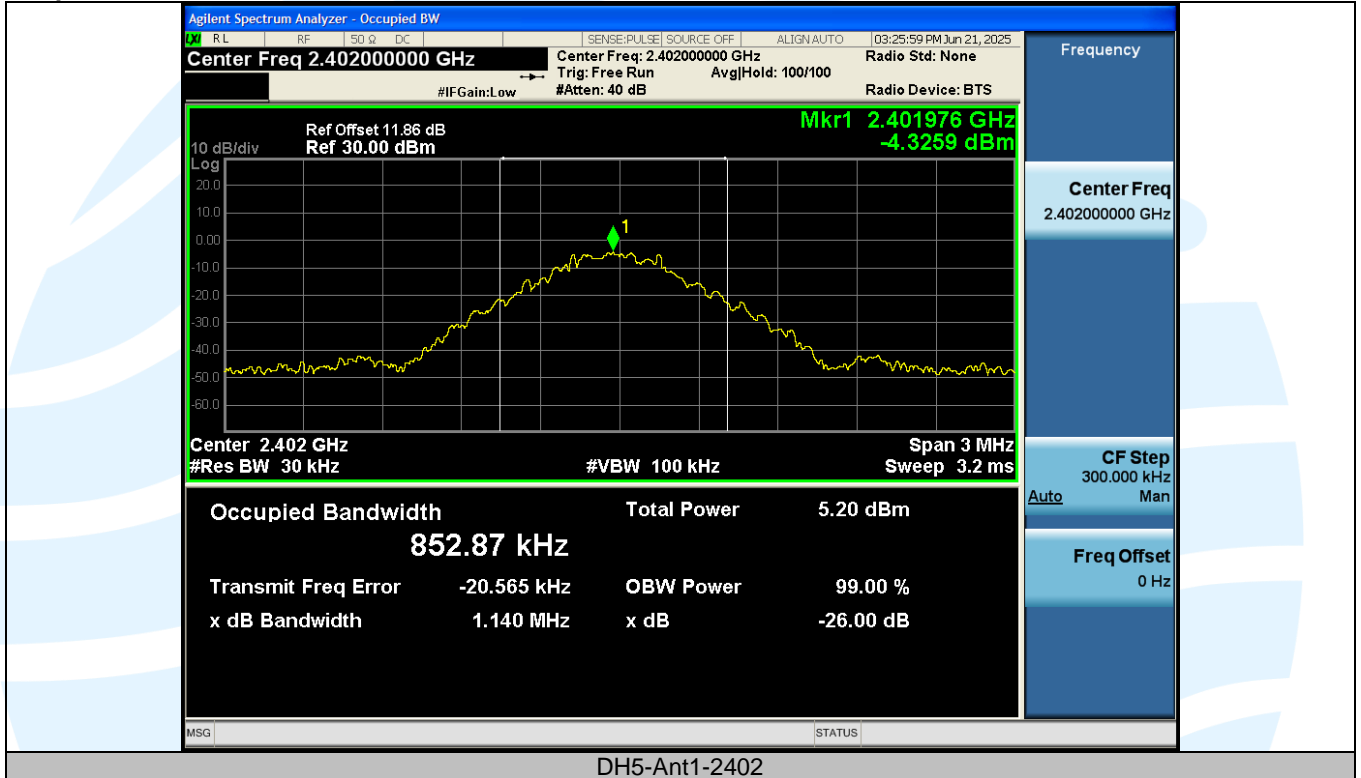 Agilent Spectrum Analyzer - Occupied BW
LXI RL RF 50 Ω DC SENSE:PULSE SOURCE OFF ALIGN AUTO 03:25:59 PM Jun 21, 2025
Center Freq 2.402000000 GHz
Center Freq: 2.402000000 GHz Radio Std: None
Trig: Free Run Avg|Hold: 100/100
#IFGain:Low #Atten: 40 dB Radio Device: BTS
Frequency
Mkr1 2.401976 GHz
-4.3259 dBm
Ref Offset 11.86 dB
10 dB/div Ref 30.00 dBm
Log
20.0
10.0
0.00
-10.0
-20.0
-30.0
-40.0
-50.0
-60.0
1
Center 2.402 GHz Span 3 MHz
#Res BW 30 kHz #VBW 100 kHz Sweep 3.2 ms
Occupied Bandwidth Total Power 5.20 dBm
852.87 kHz
Transmit Freq Error -20.565 kHz OBW Power 99.00 %
x dB Bandwidth 1.140 MHz x dB -26.00 dB
Center Freq
2.402000000 GHz
CF Step
300.000 kHz
Auto Man
Freq Offset
0 Hz
MSG STATUS
DH5-Ant1-2402